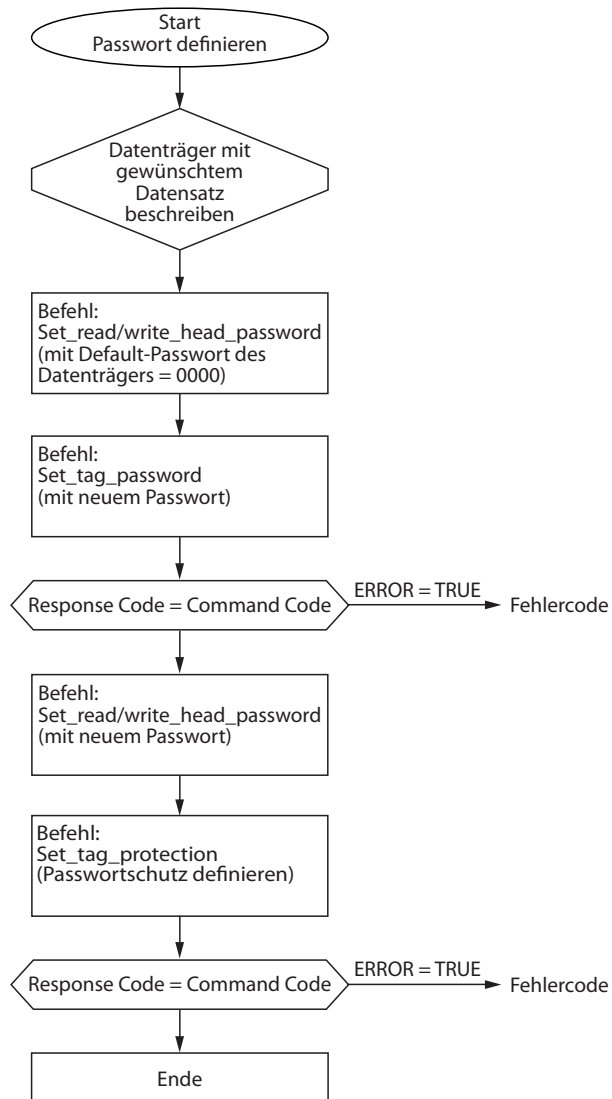 Start
Passwort definieren
Datenträger mit
gewünschtem
Datensatz
beschreiben
Befehl:
Set_read/write_head_password
(mit Default-Passwort des
Datenträgers = 0000)
Befehl:
Set_tag_password
(mit neuem Passwort)
Response Code = Command Code
ERROR = TRUE
Fehlercode
Befehl:
Set_read/write_head_password
(mit neuem Passwort)
Befehl:
Set_tag_protection
(Passwortschutz definieren)
Response Code = Command Code
ERROR = TRUE
Fehlercode
Ende